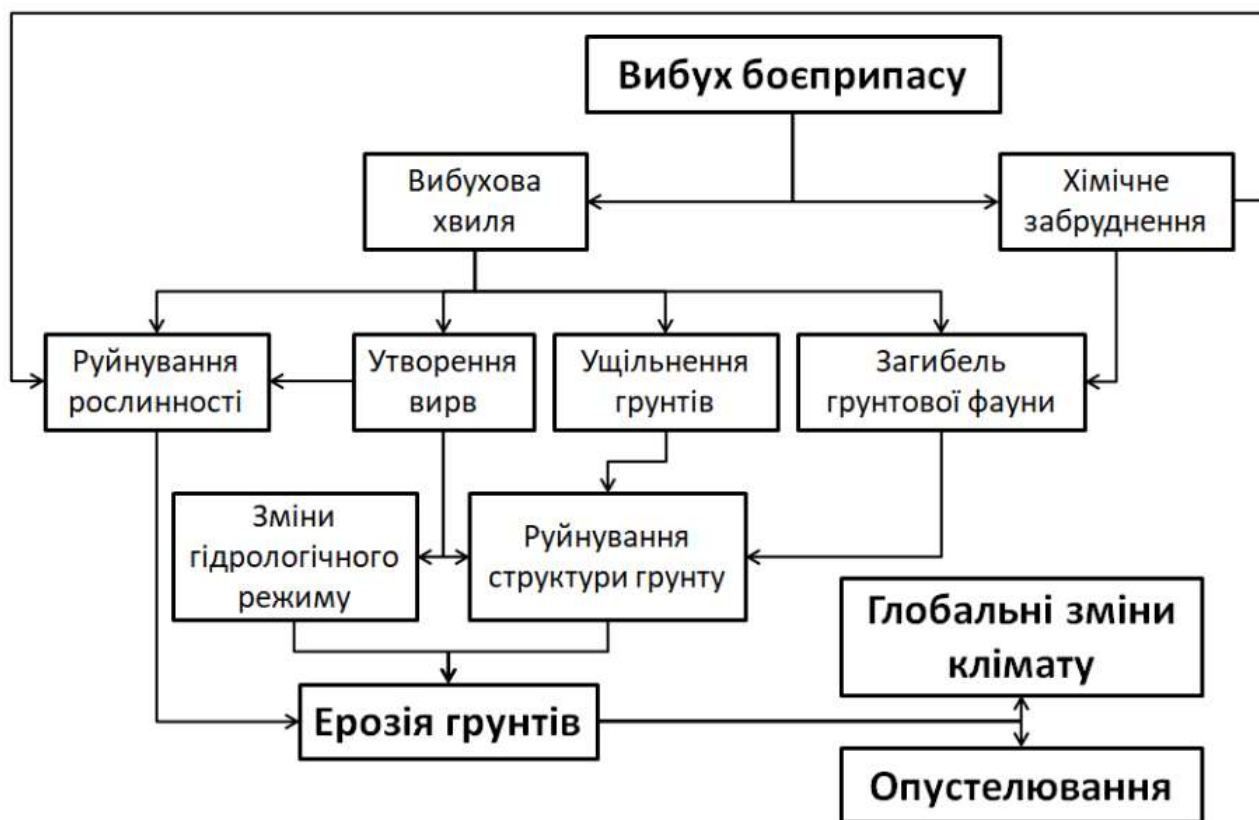 Вибух боєприпасу
Вибухова
хвиля
Хімічне
забруднення
Руйнування
рослинності
Утворення
вирв
Ущільнення
грунтів
Загибель
грунтової фауни
Зміни
гідрологічного
режиму
Руйнування
структури грунту
Глобальні зміни
клімату
Ерозія грунтів
Опустелювання